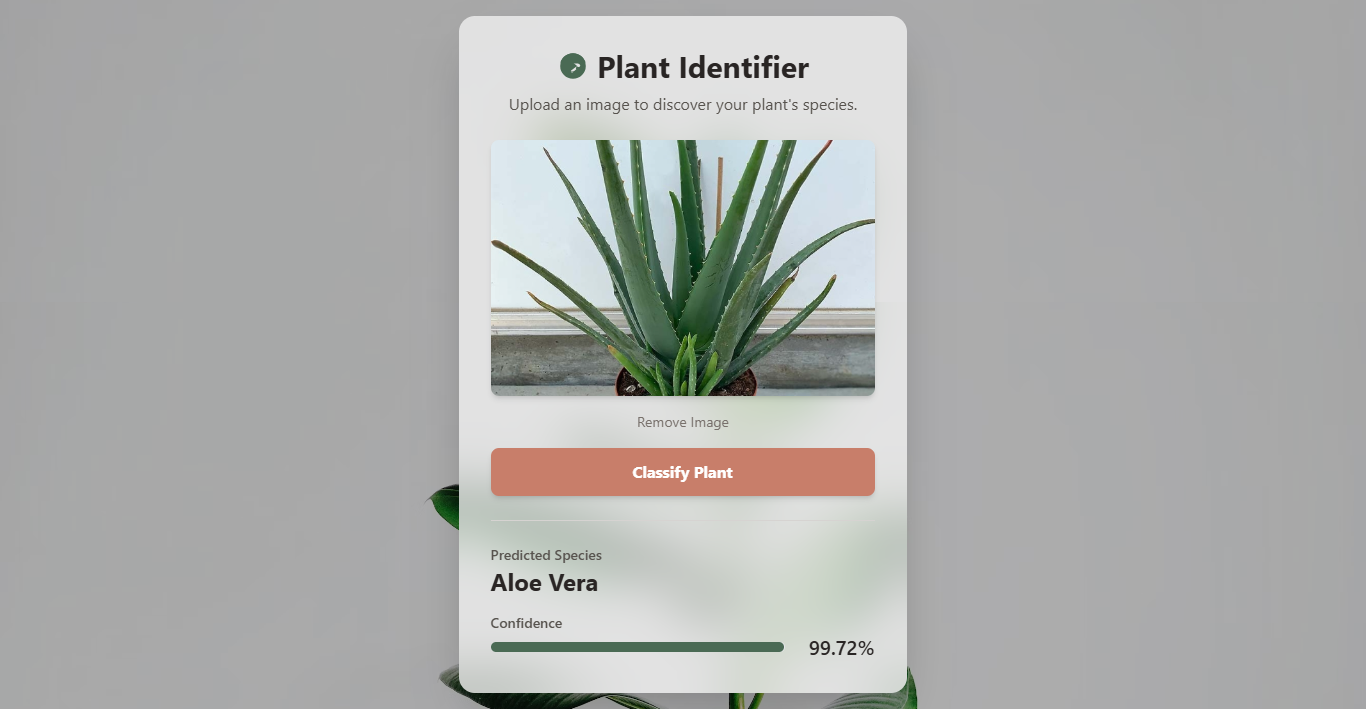 Plant Identifier
Upload an image to discover your plant's species.
Remove Image
Classify Plant
Predicted Species
Aloe Vera
Confidence
99.72%